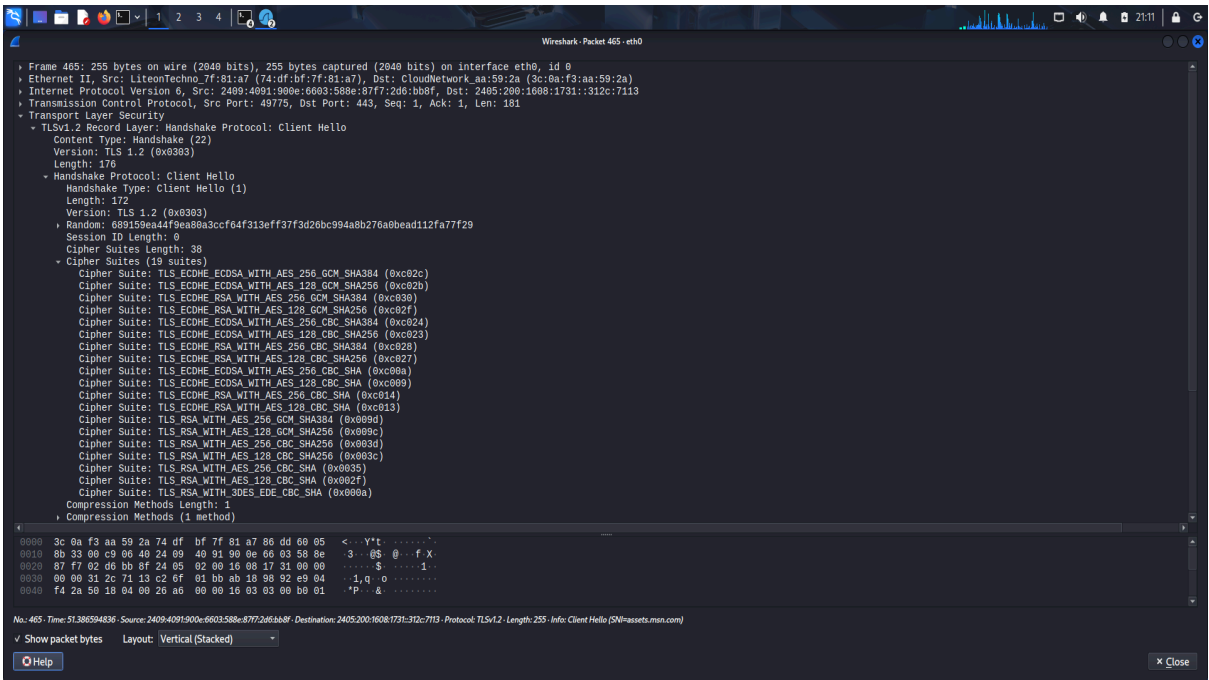 1 2 3 4 21:11
Wireshark · Packet 465 · eth0
Frame 465: 255 bytes on wire (2040 bits), 255 bytes captured (2040 bits) on interface eth0, id 0
Ethernet II, Src: LiteonTechno_7f:81:a7 (74:df:bf:7f:81:a7), Dst: CloudNetwork_aa:59:2a (3c:0a:f3:aa:59:2a)
Internet Protocol Version 6, Src: 2409:4091:900e:6603:588e:87f7:2d6:bb8f, Dst: 2405:200:1608:1731::312c:7113
Transmission Control Protocol, Src Port: 49775, Dst Port: 443, Seq: 1, Ack: 1, Len: 181
Transport Layer Security
TLSv1.2 Record Layer: Handshake Protocol: Client Hello
Content Type: Handshake (22)
Version: TLS 1.2 (0x0303)
Length: 176
Handshake Protocol: Client Hello
Handshake Type: Client Hello (1)
Length: 172
Version: TLS 1.2 (0x0303)
Random: 689159ea44f9ea80a3ccf64f313eff37f3d26bc994a8b276a0bead112fa77f29
Session ID Length: 0
Cipher Suites Length: 38
Cipher Suites (19 suites)
Cipher Suite: TLS_ECDHE_ECDSA_WITH_AES_256_GCM_SHA384 (0xc02c)
Cipher Suite: TLS_ECDHE_ECDSA_WITH_AES_128_GCM_SHA256 (0xc02b)
Cipher Suite: TLS_ECDHE_RSA_WITH_AES_256_GCM_SHA384 (0xc030)
Cipher Suite: TLS_ECDHE_RSA_WITH_AES_128_GCM_SHA256 (0xc02f)
Cipher Suite: TLS_ECDHE_ECDSA_WITH_AES_256_CBC_SHA384 (0xc024)
Cipher Suite: TLS_ECDHE_ECDSA_WITH_AES_128_CBC_SHA256 (0xc023)
Cipher Suite: TLS_ECDHE_RSA_WITH_AES_256_CBC_SHA384 (0xc028)
Cipher Suite: TLS_ECDHE_RSA_WITH_AES_128_CBC_SHA256 (0xc027)
Cipher Suite: TLS_ECDHE_ECDSA_WITH_AES_256_CBC_SHA (0xc00a)
Cipher Suite: TLS_ECDHE_ECDSA_WITH_AES_128_CBC_SHA (0xc009)
Cipher Suite: TLS_ECDHE_RSA_WITH_AES_256_CBC_SHA (0xc014)
Cipher Suite: TLS_ECDHE_RSA_WITH_AES_128_CBC_SHA (0xc013)
Cipher Suite: TLS_RSA_WITH_AES_256_GCM_SHA384 (0x009d)
Cipher Suite: TLS_RSA_WITH_AES_128_GCM_SHA256 (0x009c)
Cipher Suite: TLS_RSA_WITH_AES_256_CBC_SHA256 (0x003d)
Cipher Suite: TLS_RSA_WITH_AES_128_CBC_SHA256 (0x003c)
Cipher Suite: TLS_RSA_WITH_AES_256_CBC_SHA (0x0035)
Cipher Suite: TLS_RSA_WITH_AES_128_CBC_SHA (0x002f)
Cipher Suite: TLS_RSA_WITH_3DES_EDE_CBC_SHA (0x000a)
Compression Methods Length: 1
Compression Methods (1 method)
0000 3c 0a f3 aa 59 2a 74 df bf 7f 81 a7 86 dd 60 05 <···Y*t· ······`·
0010 8b 33 00 c9 06 40 24 09 40 91 90 0e 66 03 58 8e ·3···@$· @···f·X·
0020 87 f7 02 d6 bb 8f 24 05 02 00 16 08 17 31 00 00 ······$· ·····1··
0030 00 00 31 2c 71 13 c2 6f 01 bb ab 18 98 92 e9 04 ··1,q··o ········
0040 f4 2a 50 18 04 00 26 a6 00 00 16 03 03 00 b0 01 ·*P···&· ········
No.: 465 · Time: 51.386594836 · Source: 2409:4091:900e:6603:588e:87f7:2d6:bb8f · Destination: 2405:200:1608:1731::312c:7113 · Protocol: TLSv1.2 · Length: 255 · Info: Client Hello (SNI=assets.msn.com)
Show packet bytes Layout: Vertical (Stacked)
Help Close